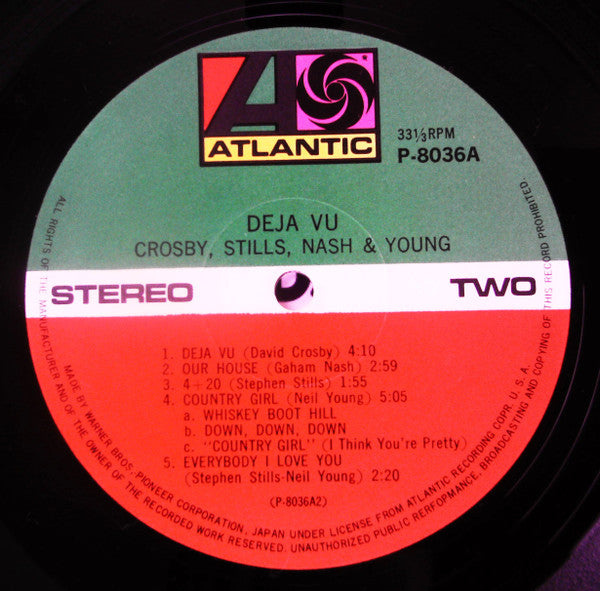 ATLANTIC
33⅓RPM
P-8036A
DEJA VU
CROSBY, STILLS, NASH & YOUNG
STEREO
TWO
1. DEJA VU (David Crosby) 4:10
2. OUR HOUSE (Gaham Nash) 2:59
3. 4+20 (Stephen Stills) 1:55
4. COUNTRY GIRL (Neil Young) 5:05
a. WHISKEY BOOT HILL
b. DOWN, DOWN, DOWN
c. "COUNTRY GIRL" (I Think You're Pretty)
5. EVERYBODY I LOVE YOU
(Stephen Stills-Neil Young) 2:20
(P-8036A2)
MADE BY WARNER BROS. PIONEER CORPORATION, JAPAN UNDER LICENSE FROM ATLANTIC RECORDING COPR. U. S. A.
ALL RIGHTS OF THE MANUFACTURER AND OF THE OWNER OF THE RECORDED WORK RESERVED. UNAUTHORIZED PUBLIC RERFOPMANCE, BROADCASTING AND COPYING OF THIS RECORD PROHIBITED.